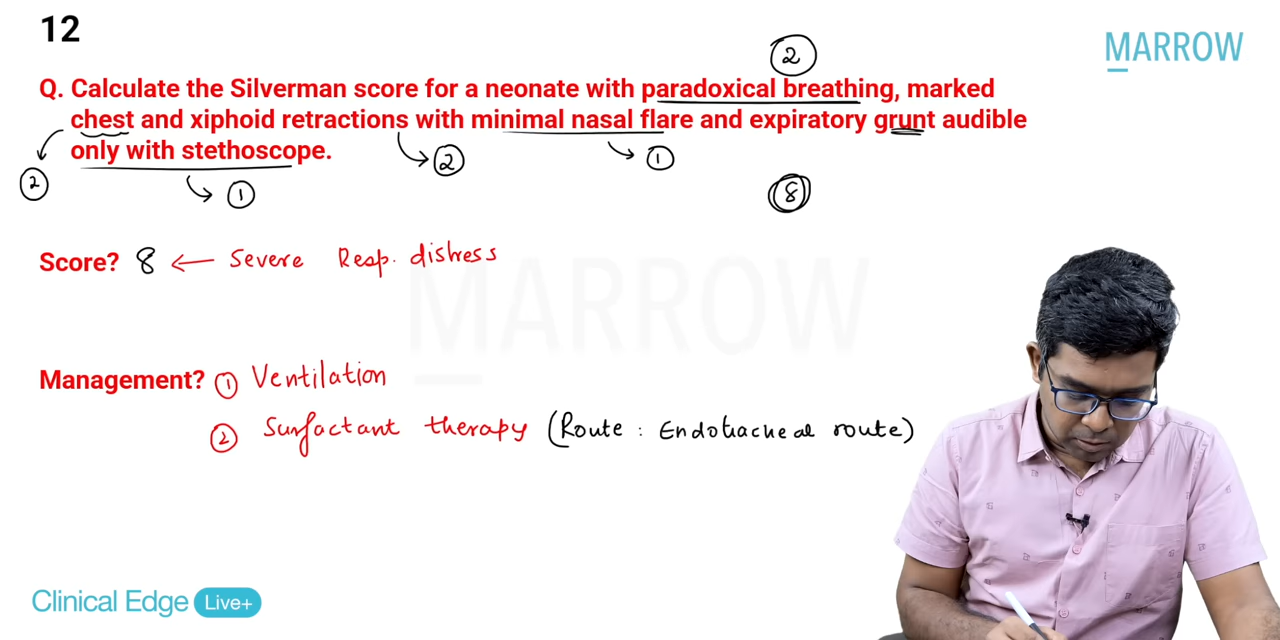 12
MARROW
②
Q. Calculate the Silverman score for a neonate with paradoxical breathing, marked
chest and xiphoid retractions with minimal nasal flare and expiratory grunt audible
only with stethoscope.
② ① ② ①
⑧
Score? 8 ← Severe Resp. distress
MARROW
Management? ① Ventilation
② Surfactant therapy (Route : Endotracheal route)
Clinical Edge Live+